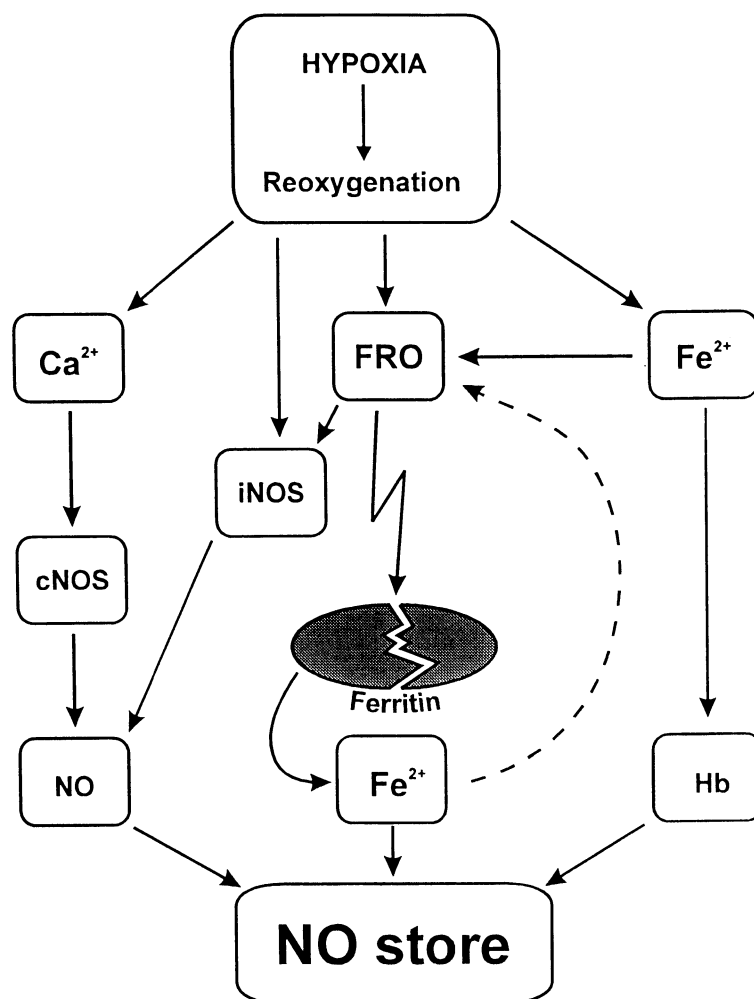 HYPOXIA
Reoxygenation
Ca²⁺
FRO
Fe²⁺
iNOS
cNOS
Ferritin
NO
Fe²⁺
Hb
NO store